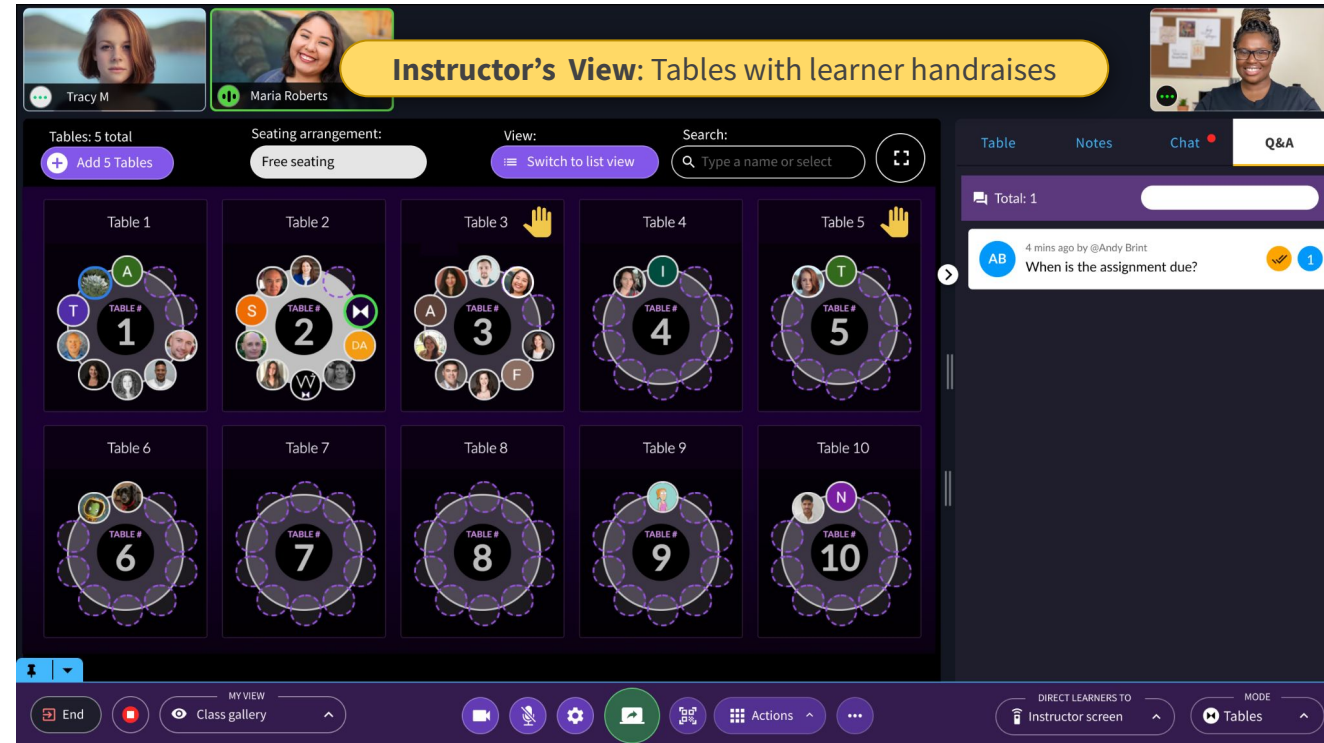 Instructor's View: Tables with learner handraises
Tracy M
Maria Roberts
Tables: 5 total
Seating arrangement:
View:
Search:
Add 5 Tables
Free seating
Switch to list view
Type a name or select
Table
Notes
Chat
Q&A
Total: 1
AB
4 mins ago by @Andy Brint
When is the assignment due?
1
Table 1
Table 2
Table 3
Table 4
Table 5
A
T
TABLE #
1
S
TABLE #
2
DA
W
A
TABLE #
3
F
I
TABLE #
4
T
TABLE #
5
Table 6
Table 7
Table 8
Table 9
Table 10
TABLE #
6
TABLE #
7
TABLE #
8
TABLE #
9
N
TABLE #
10
End
MY VIEW
Class gallery
Actions
DIRECT LEARNERS TO
Instructor screen
MODE
Tables